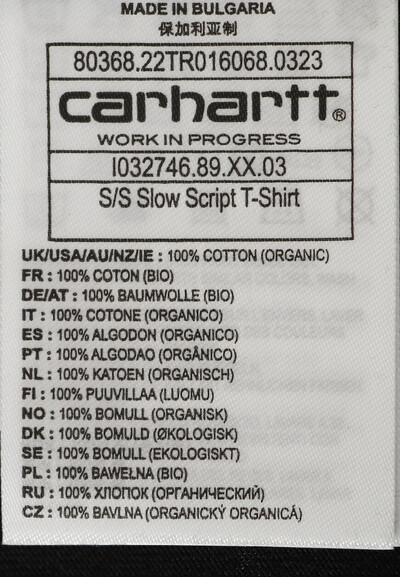 MADE IN BULGARIA
保加利亚制
80368.22TR016068.0323
carhartt®
WORK IN PROGRESS
I032746.89.XX.03
S/S Slow Script T-Shirt
UK/USA/AU/NZ/IE : 100% COTTON (ORGANIC)
FR : 100% COTON (BIO)
DE/AT : 100% BAUMWOLLE (BIO)
IT : 100% COTONE (ORGANICO)
ES : 100% ALGODON (ORGANICO)
PT : 100% ALGODAO (ORGÂNICO)
NL : 100% KATOEN (ORGANISCH)
FI : 100% PUUVILLAA (LUOMU)
NO : 100% BOMULL (ORGANISK)
DK : 100% BOMULD (ØKOLOGISK)
SE : 100% BOMULL (EKOLOGISKT)
PL : 100% BAWEŁNA (BIO)
RU : 100% ХЛОПОК (ОРГАНИЧЕСКИЙ)
CZ : 100% BAVLNA (ORGANICKÝ ORGANICÁ)